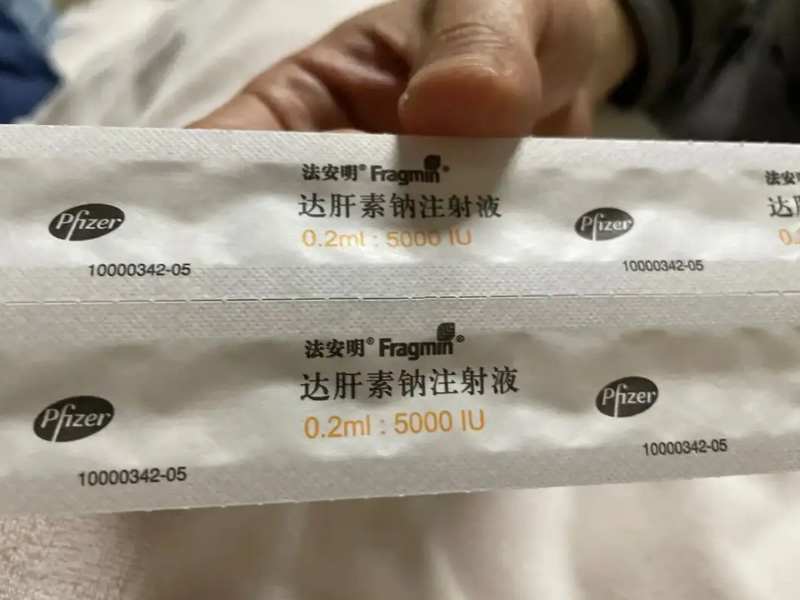 法安明® Fragmin®
达肝素钠注射液
0.2ml : 5000 IU
Pfizer
10000342-05
Pfizer
10000342-05
法安明® Fragmin®
达肝素钠注射液
0.2ml : 5000 IU
Pfizer
10000342-05
Pfizer
10000342-05